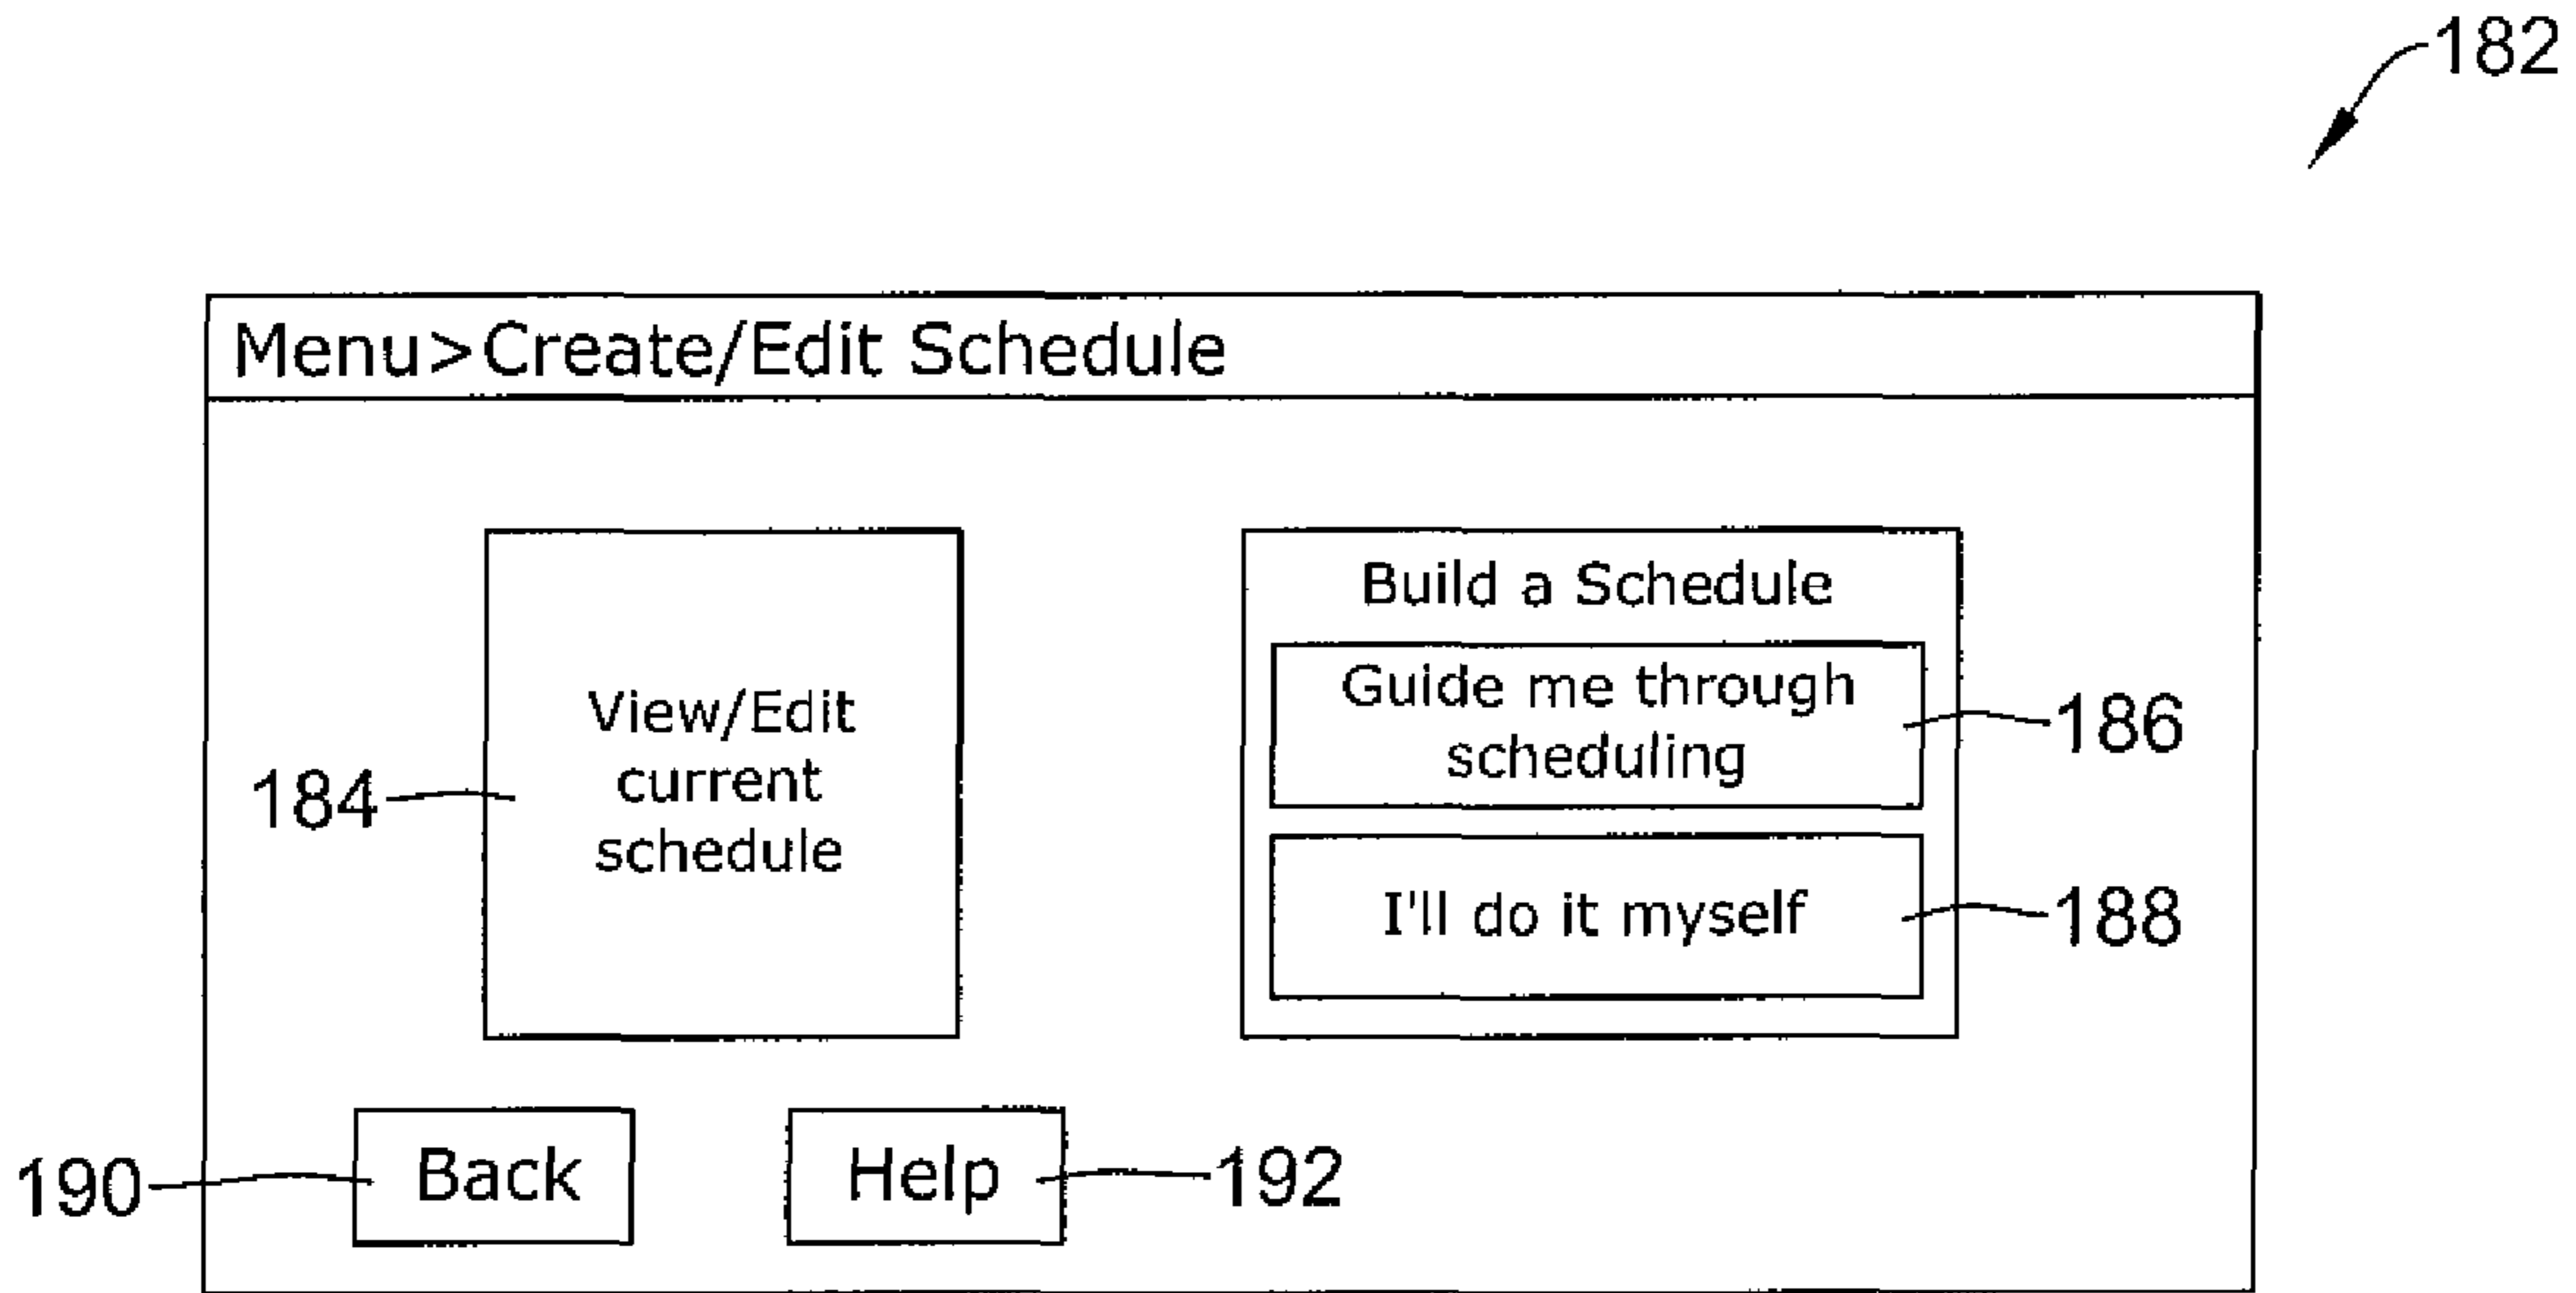 182
Menu>Create/Edit Schedule
View/Edit
current
schedule
184
Build a Schedule
Guide me through
scheduling
186
I'll do it myself
188
190
Back
Help
192